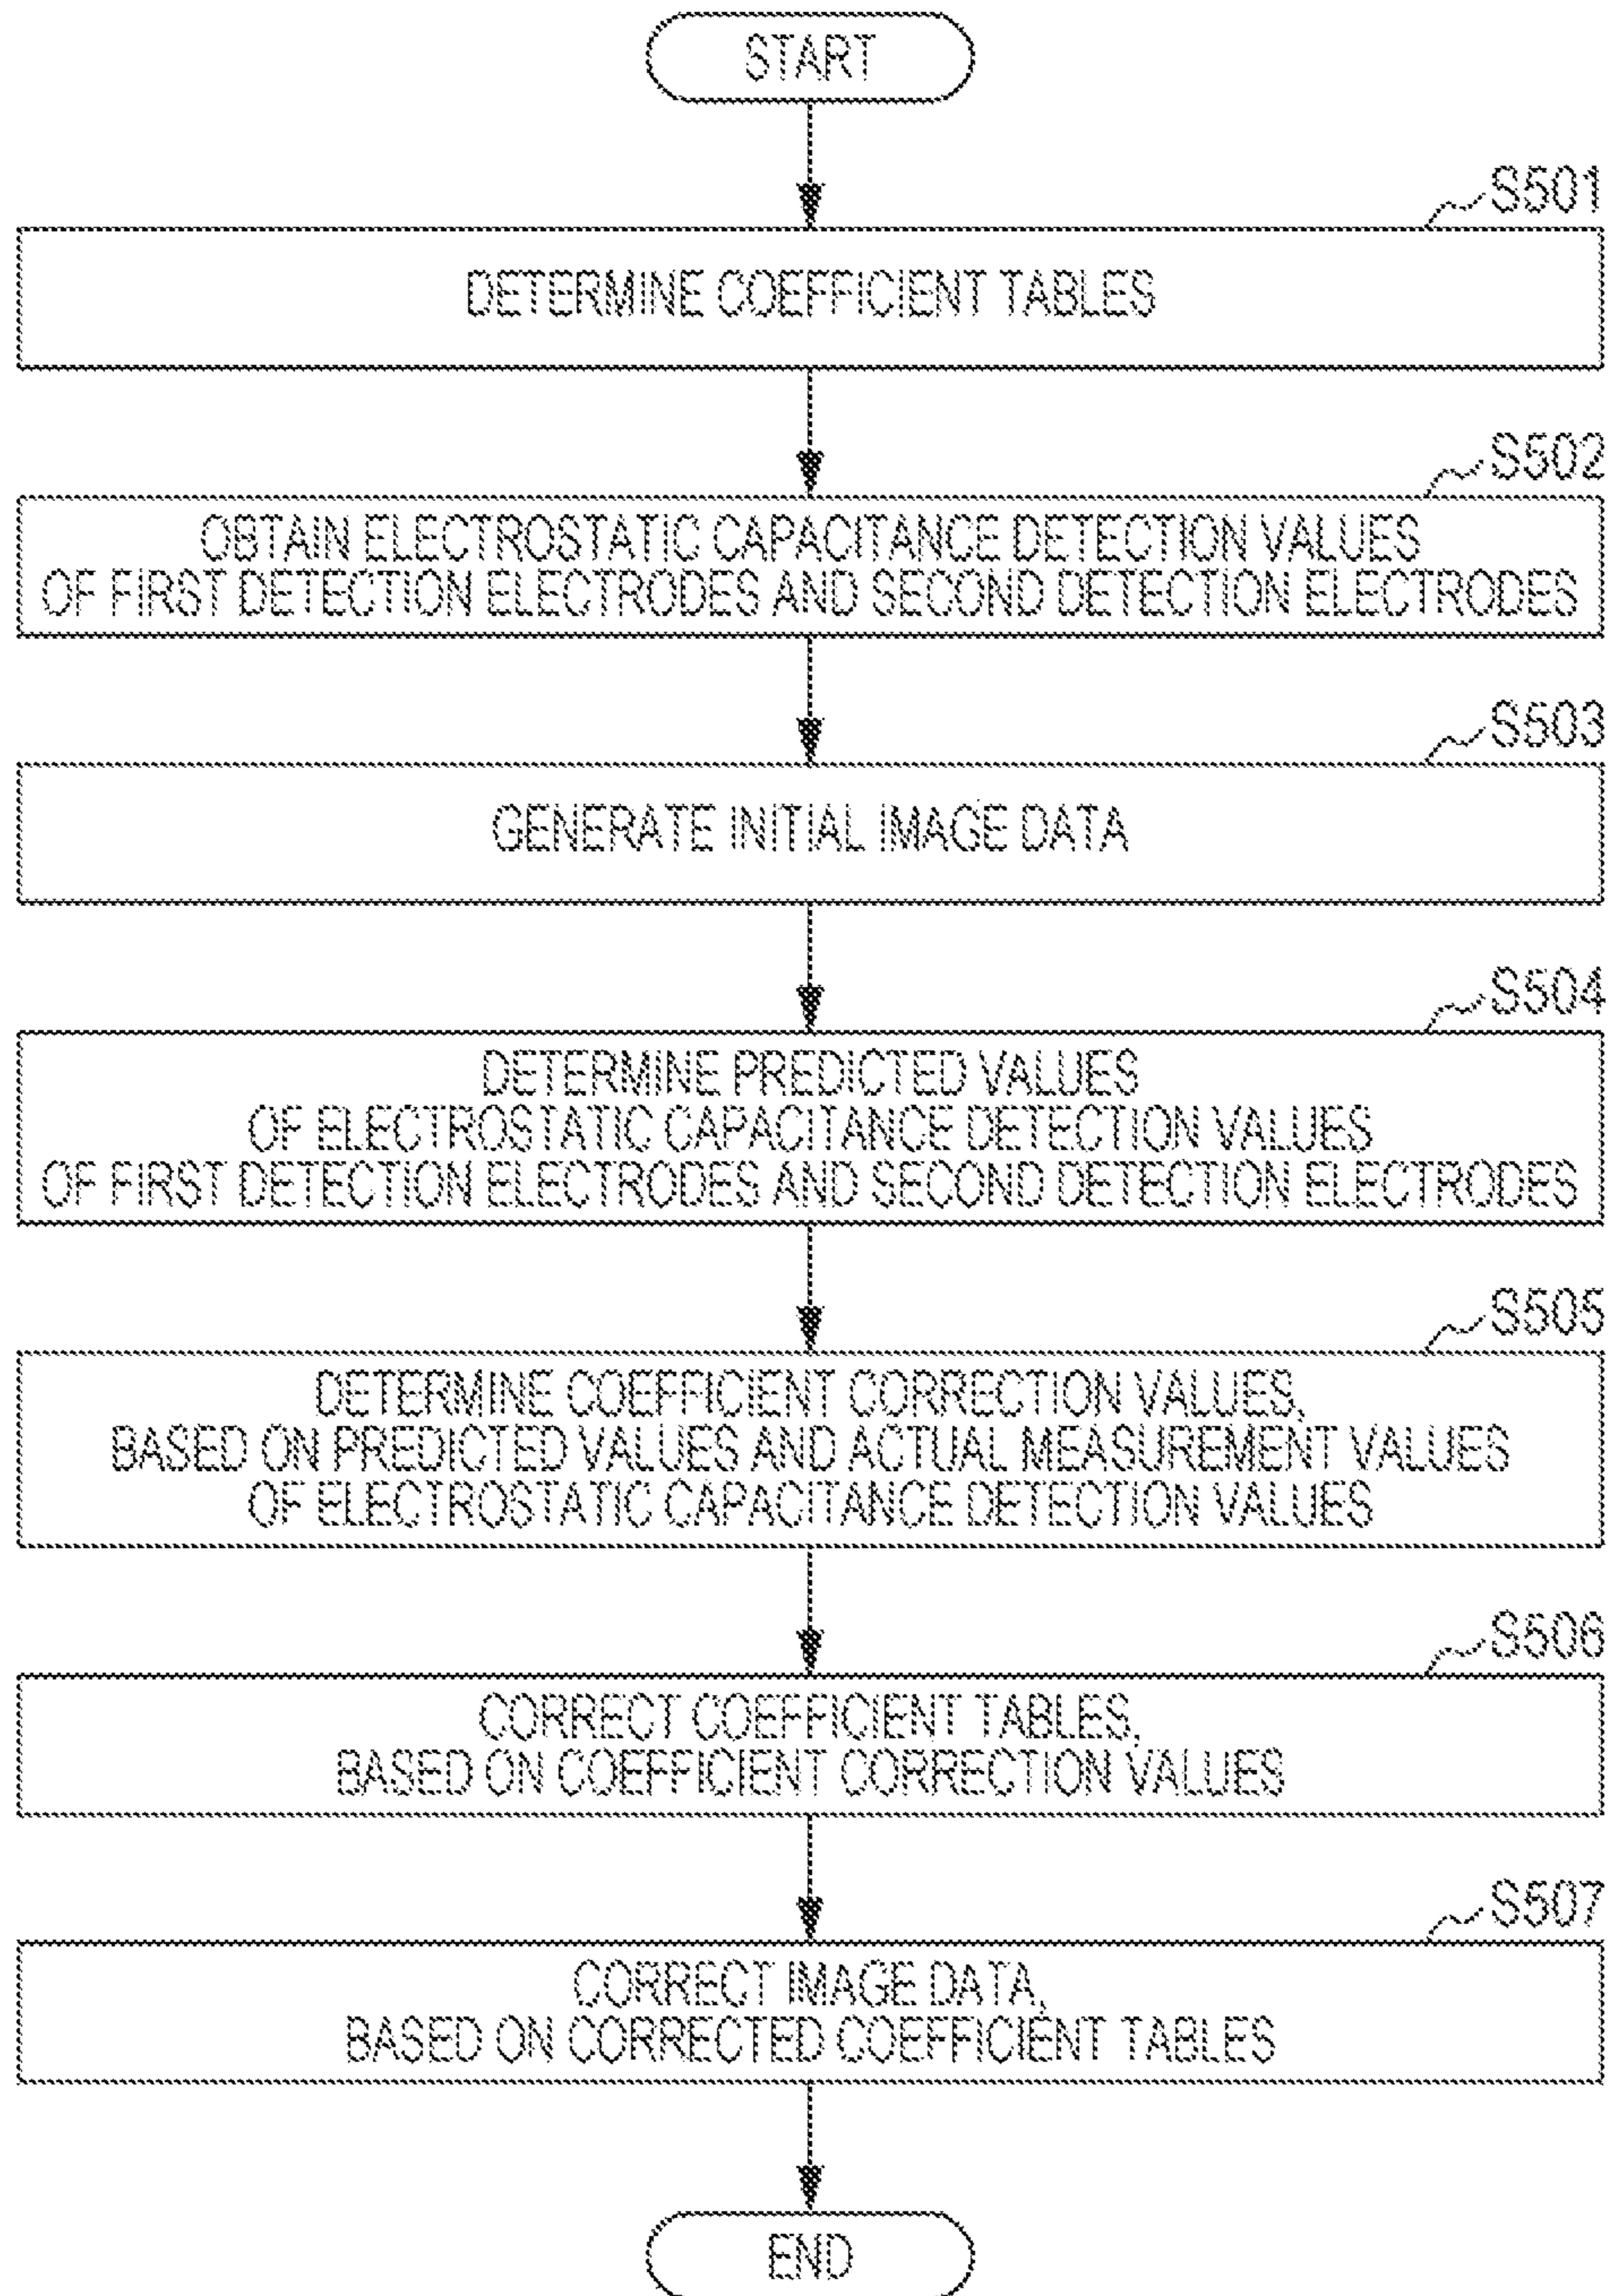 START
S501
DETERMINE COEFFICIENT TABLES
S502
OBTAIN ELECTROSTATIC CAPACITANCE DETECTION VALUES
OF FIRST DETECTION ELECTRODES AND SECOND DETECTION ELECTRODES
S503
GENERATE INITIAL IMAGE DATA
S504
DETERMINE PREDICTED VALUES
OF ELECTROSTATIC CAPACITANCE DETECTION VALUES
OF FIRST DETECTION ELECTRODES AND SECOND DETECTION ELECTRODES
S505
DETERMINE COEFFICIENT CORRECTION VALUES,
BASED ON PREDICTED VALUES AND ACTUAL MEASUREMENT VALUES
OF ELECTROSTATIC CAPACITANCE DETECTION VALUES
S506
CORRECT COEFFICIENT TABLES,
BASED ON COEFFICIENT CORRECTION VALUES
S507
CORRECT IMAGE DATA,
BASED ON CORRECTED COEFFICIENT TABLES
END